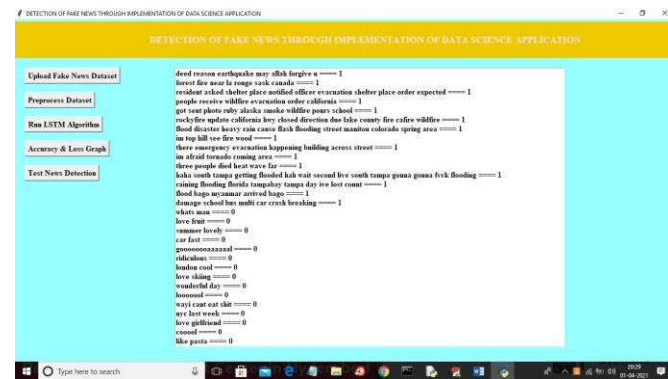 DETECTION OF FAKE NEWS THROUGH IMPLEMENTATION OF DATA SCIENCE APPLICATION
DETECTION OF FAKE NEWS THROUGH IMPLEMENTATION OF DATA SCIENCE APPLICATION
Upload Fake News Dataset
Preprocess Dataset
Run LSTM Algorithm
Accuracy & Loss Graph
Test News Detection
deed reason earthquake may allah forgive u ==== 1
forest fire near la ronge sask canada ==== 1
resident asked shelter place notified officer evacuation shelter place order expected ==== 1
people receive wildfire evacuation order california ==== 1
got sent photo ruby alaska smoke wildfire pours school ==== 1
rockyfire update california hwy closed direction due lake county fire cafire wildfire ==== 1
flood disaster heavy rain cause flash flooding street manitou colorado spring area ==== 1
im top hill see fire wood ==== 1
there emergency evacuation happening building across street ==== 1
im afraid tornado coming area ==== 1
three people died heat wave far ==== 1
haha south tampa getting flooded hah wait second live south tampa gonna gonna fvck flooding ==== 1
raining flooding florida tampabay tampa day ive lost count ==== 1
flood bago myanmar arrived bago ==== 1
damage school bus multi car crash breaking ==== 1
whats man ==== 0
love fruit ==== 0
summer lovely ==== 0
car fast ==== 0
goooooooaaaaaal ==== 0
ridiculous ==== 0
london cool ==== 0
love skiing ==== 0
wonderful day ==== 0
looooool ==== 0
wayi cant eat shit ==== 0
nyc last week ==== 0
love girlfriend ==== 0
cooool ==== 0
like pasta ==== 0
Type here to search
20:29
01-04-2021